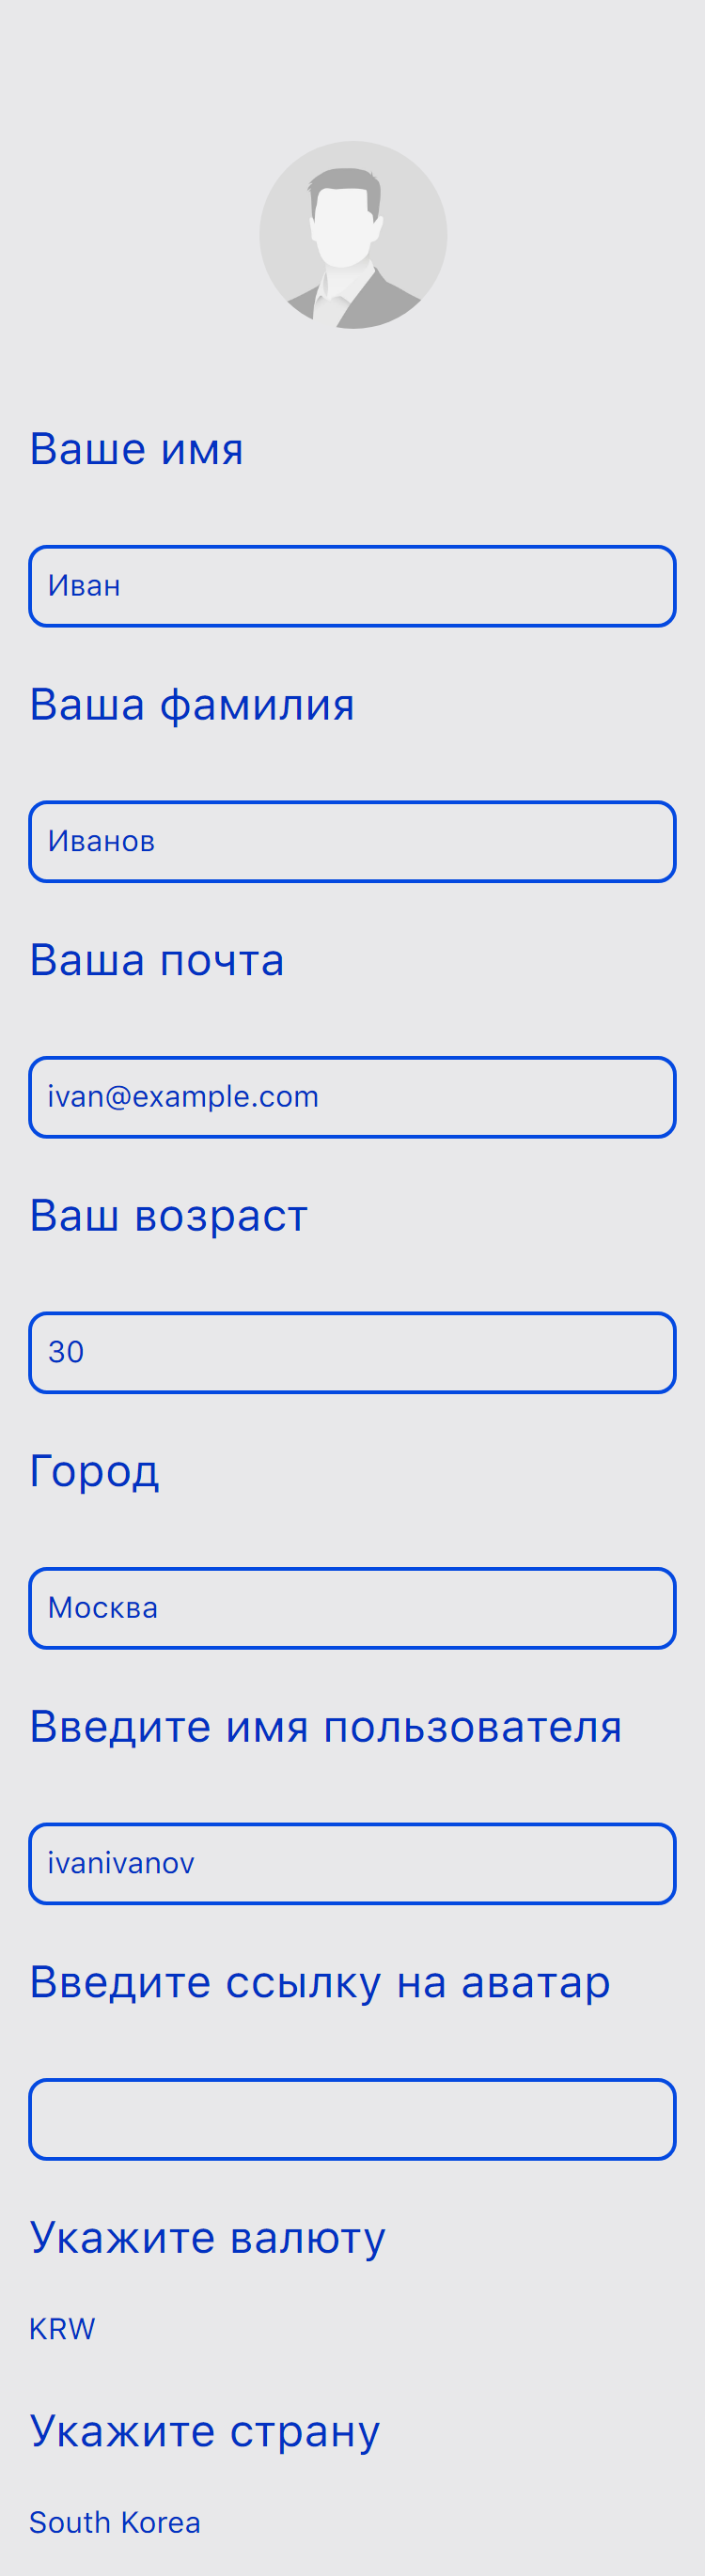 Ваше имя
Иван
Ваша фамилия
Иванов
Ваша почта
ivan@example.com
Ваш возраст
30
Город
Москва
Введите имя пользователя
ivanivanov
Введите ссылку на аватар
Укажите валюту
KRW
Укажите страну
South Korea